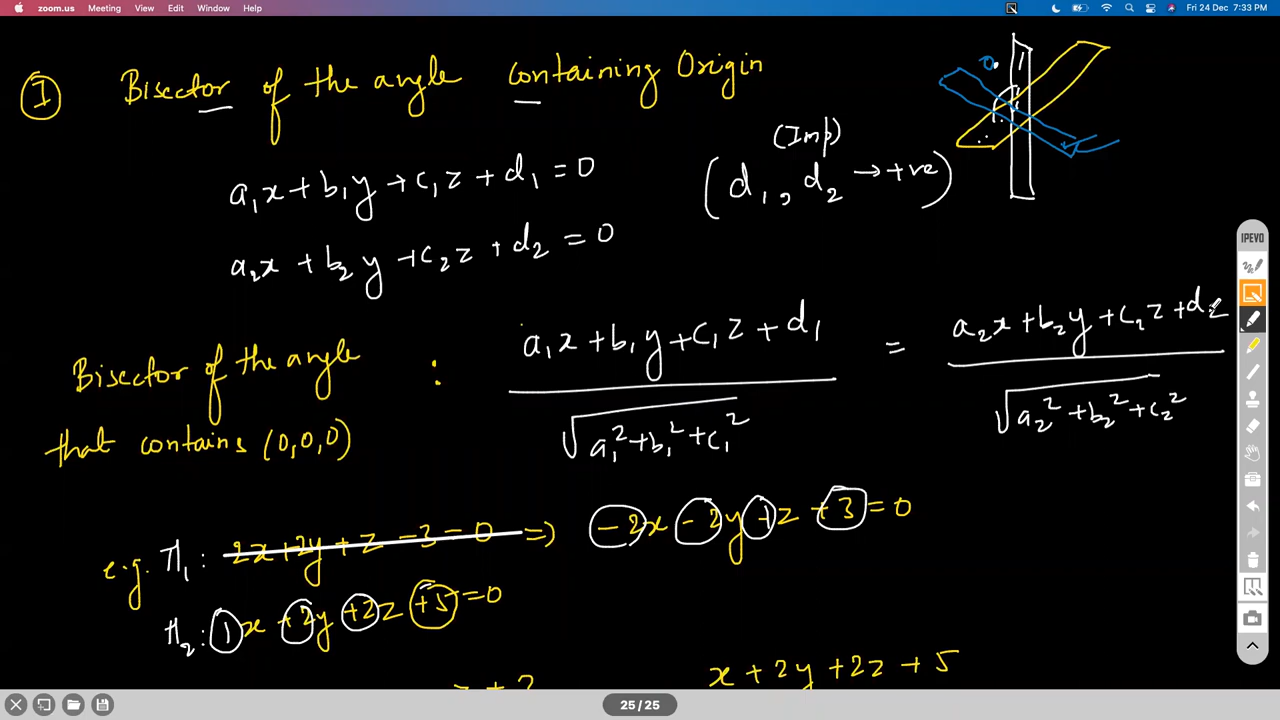 zoom.us Meeting View Edit Window Help Fri 24 Dec 7:33 PM
I Bisector of the angle containing Origin
0
a₁x + b₁y + c₁z + d₁ = 0
(Imp)
(d₁, d₂ → +ve)
a₂x + b₂y + c₂z + d₂ = 0
Bisector of the angle that contains (0,0,0) : (a₁x + b₁y + c₁z + d₁) / √(a₁² + b₁² + c₁²) = (a₂x + b₂y + c₂z + d₂) / √(a₂² + b₂² + c₂²)
e.g. π₁: 2x + 2y + z - 3 = 0 ⇒ -2x - 2y + z + 3 = 0
π₂: 1x + 2y + 2z + 5 = 0
x + 2y + 2z + 5
IPEVO
25 / 25